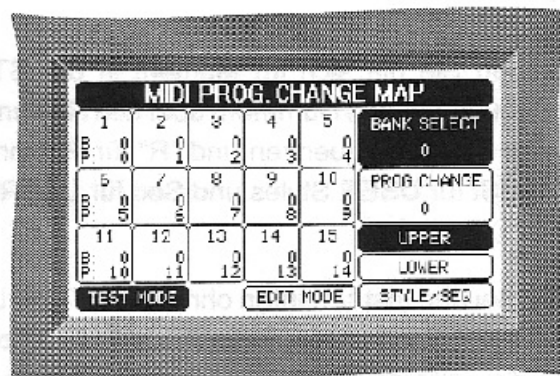 MIDI PROG. CHANGE MAP
1 2 3 4 5 BANK SELECT
B: 0 0 0 0 0 0
P: 0 1 2 3 4
6 7 8 9 10 PROG CHANGE
B: 0 0 0 0 0 0
P: 5 6 7 8 9
11 12 13 14 15 UPPER
B: 0 0 0 0 0 LOWER
P: 10 11 12 13 14
TEST MODE EDIT MODE STYLE/SEQ